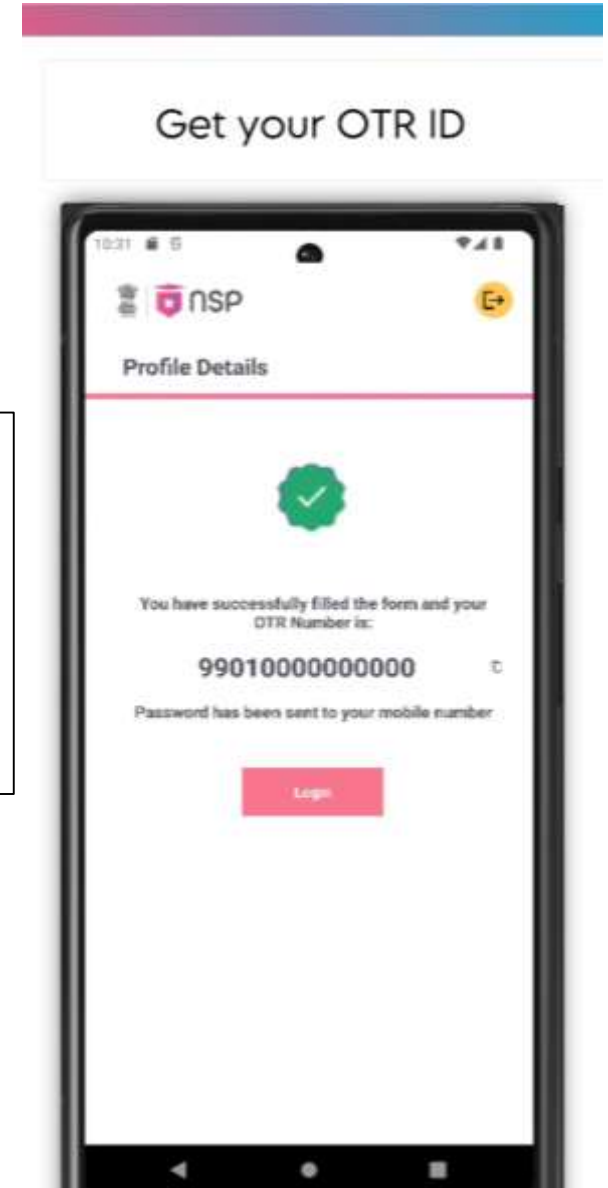 Get your OTR ID
10:31
nsp
Profile Details
You have successfully filled the form and your
OTR Number is:
99010000000000
Password has been sent to your mobile number
Login